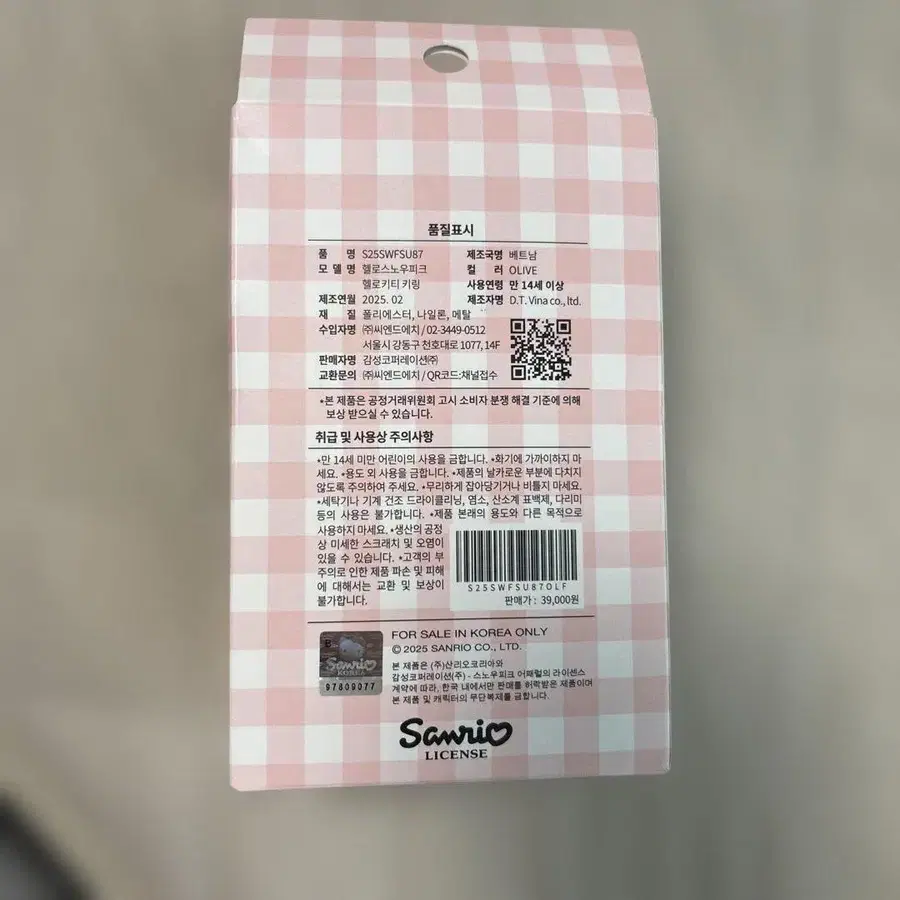 품질표시
품 명 S25SWFSU87 제조국명 베트남
모델명 헬로스노우피크 컬 러 OLIVE
헬로키티 키링 사용연령 만 14세 이상
제조연월 2025. 02 제조자명 D.T. Vina co., ltd.
재 질 폴리에스터, 나일론, 메탈
수입자명 ㈜씨엔드에치 / 02-3449-0512
서울시 강동구 천호대로 1077, 14F
판매자명 감성코퍼레이션㈜
교환문의 ㈜씨엔드에치 / QR코드:채널접수
*본 제품은 공정거래위원회 고시 소비자 분쟁 해결 기준에 의해
보상 받으실 수 있습니다.
취급 및 사용상 주의사항
•만 14세 미만 어린이의 사용을 금합니다. •화기에 가까이하지 마
세요. •용도 외 사용을 금합니다. •제품의 날카로운 부분에 다치지
않도록 주의하여 주세요. •무리하게 잡아당기거나 비틀지 마세요.
•세탁기나 기계 건조 드라이클리닝, 염소, 산소계 표백제, 다리미
등의 사용은 불가합니다. •제품 본래의 용도와 다른 목적으로
사용하지 마세요. •생산의 공정
상 미세한 스크래치 및 오염이
있을 수 있습니다. •고객의 부
주의로 인한 제품 파손 및 피해
에 대해서는 교환 및 보상이
불가합니다.
S25SWFSU87OLF
판매가 : 39,000원
FOR SALE IN KOREA ONLY
© 2025 SANRIO CO., LTD.
B
Sanrio
KOREA
97809077
본 제품은 (주)산리오코리아와
감성코퍼레이션(주) - 스노우피크 어패럴의 라이센스
계약에 따라, 한국 내에서만 판매를 허락받은 제품이며
본 제품 및 캐릭터의 무단복제를 금합니다.
Sanrio
LICENSE